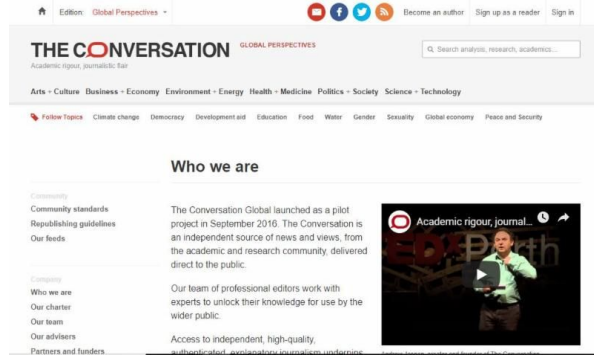 Edition: Global Perspectives
Become an author Sign up as a reader Sign in
THE CONVERSATION GLOBAL PERSPECTIVES
Academic rigour, journalistic flair
Search analysis, research, academics...
Arts + Culture Business + Economy Environment + Energy Health + Medicine Politics + Society Science + Technology
Follow Topics Climate change Democracy Development aid Education Food Water Gender Sexuality Global economy Peace and Security
Who we are
Community
Community standards
Republishing guidelines
Our feeds
Company
Who we are
Our charter
Our team
Our advisers
Partners and funders
The Conversation Global launched as a pilot
project in September 2016. The Conversation is
an independent source of news and views, from
the academic and research community, delivered
direct to the public.
Our team of professional editors work with
experts to unlock their knowledge for use by the
wider public.
Access to independent, high-quality,
authenticated, explanatory journalism underpins
Academic rigour, journal...